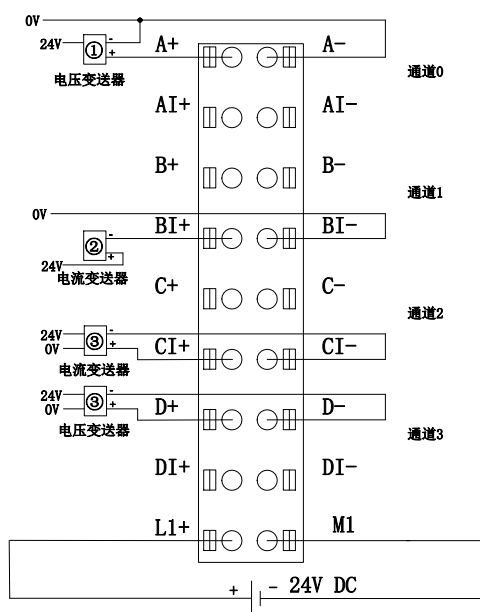 0V
24V ① - +
A+ A-
电压变送器
通道0
AI+ AI-
B+ B-
通道1
0V
BI+ BI-
② - +
24V
电流变送器
C+ C-
通道2
24V
0V
③ - +
CI+ CI-
电流变送器
24V
0V
③ - +
D+ D-
电压变送器
通道3
DI+ DI-
L1+ M1
+ - 24V DC